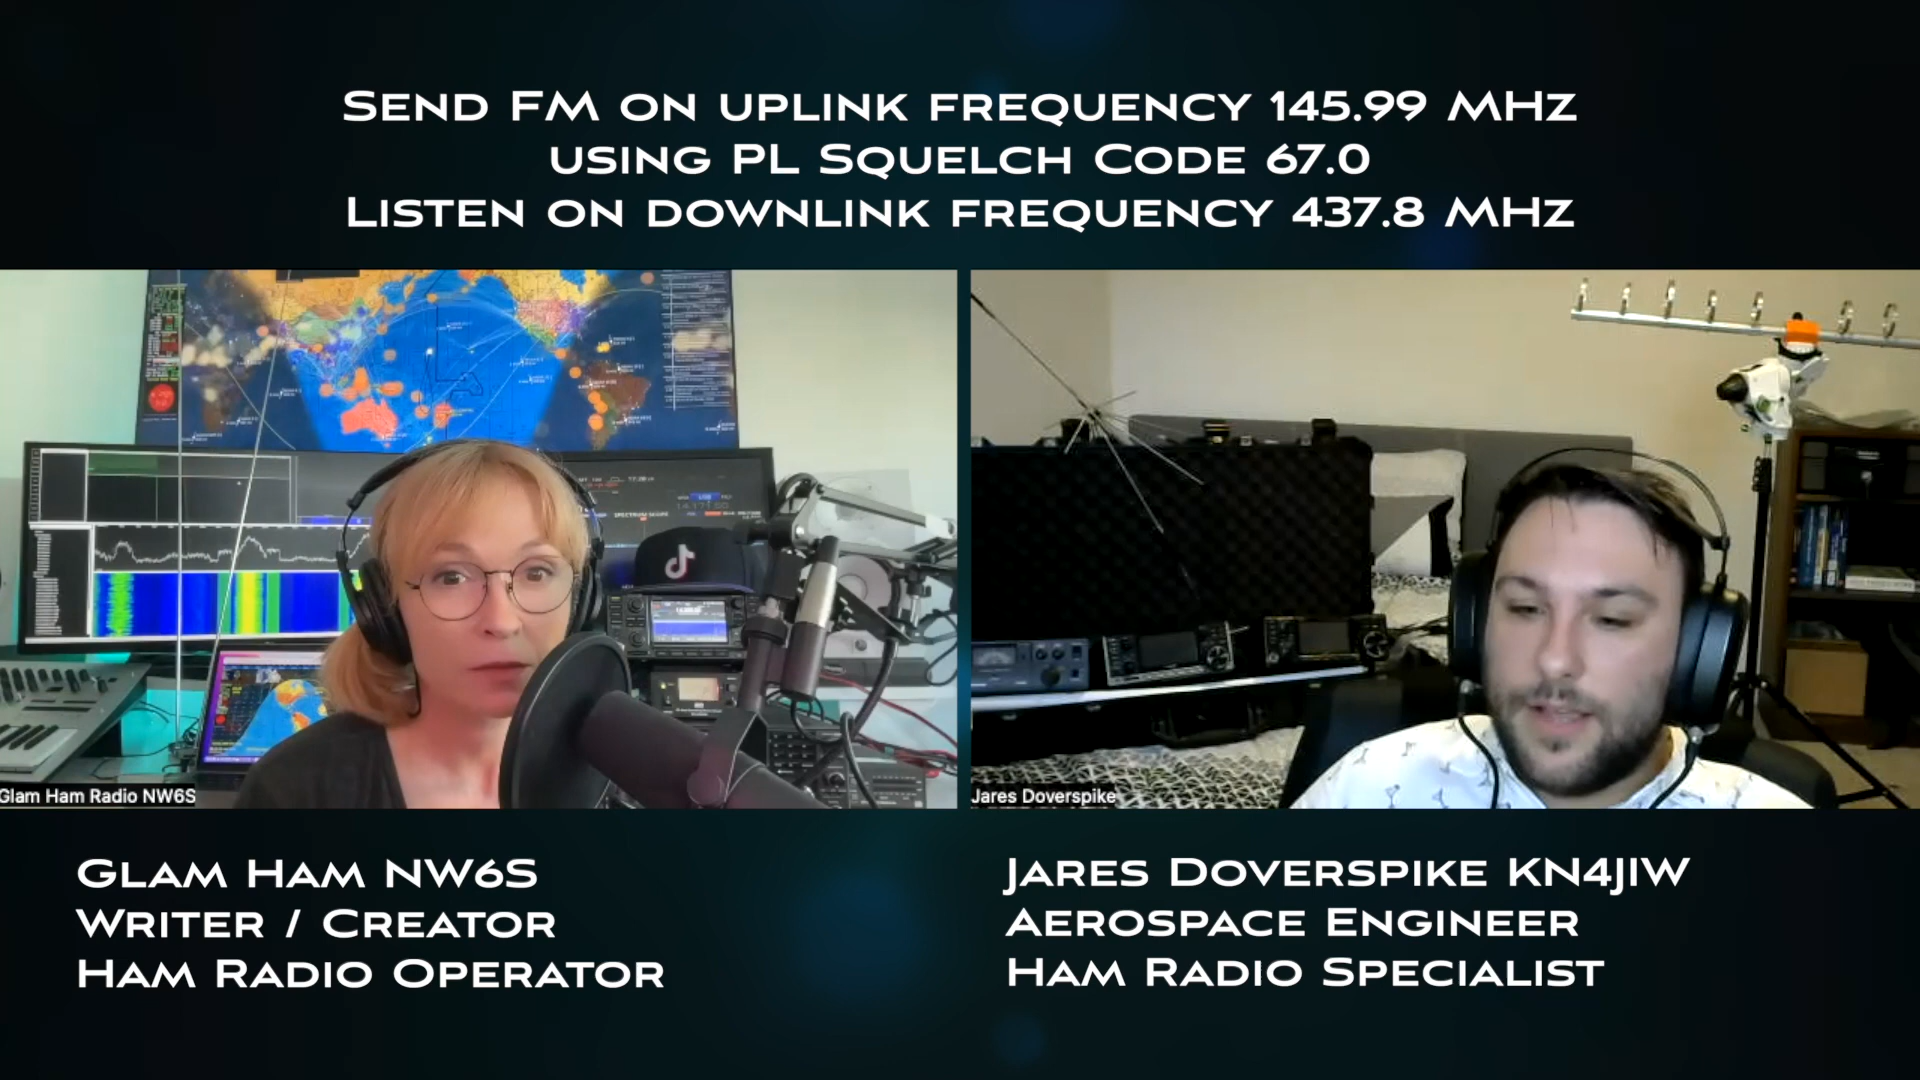 Send FM on uplink frequency 145.99 MHz
using PL Squelch Code 67.0
Listen on downlink frequency 437.8 MHz
Glam Ham Radio NW6S
Jares Doverspike
Glam Ham NW6S
Writer / Creator
Ham Radio Operator
Jares Doverspike KN4JIW
Aerospace Engineer
Ham Radio Specialist